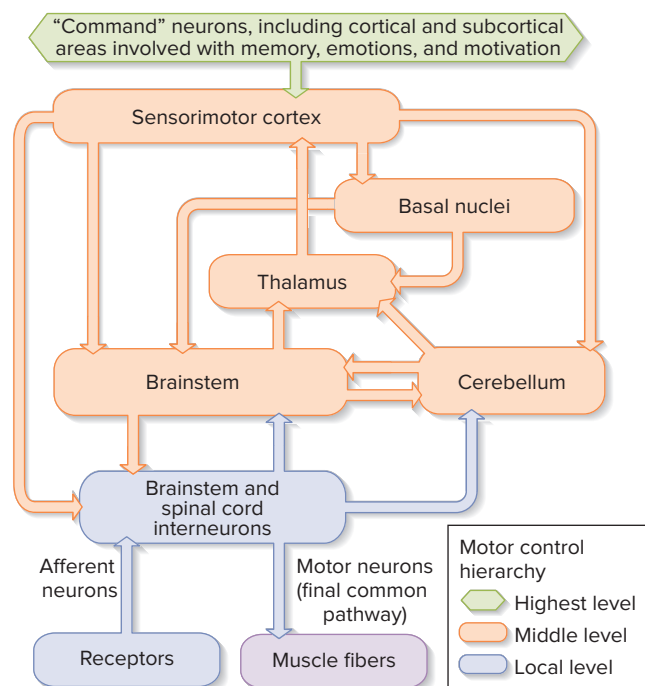 “Command” neurons, including cortical and subcortical
areas involved with memory, emotions, and motivation
Sensorimotor cortex
Basal nuclei
Thalamus
Brainstem
Cerebellum
Brainstem and
spinal cord
interneurons
Afferent
neurons
Motor neurons
(final common
pathway)
Receptors
Muscle fibers
Motor control
hierarchy
Highest level
Middle level
Local level